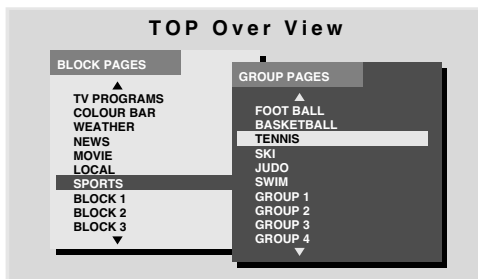 TOP Over View
BLOCK PAGES
TV PROGRAMS
COLOUR BAR
WEATHER
NEWS
MOVIE
LOCAL
SPORTS
BLOCK 1
BLOCK 2
BLOCK 3
GROUP PAGES
FOOT BALL
BASKETBALL
TENNIS
SKI
JUDO
SWIM
GROUP 1
GROUP 2
GROUP 3
GROUP 4